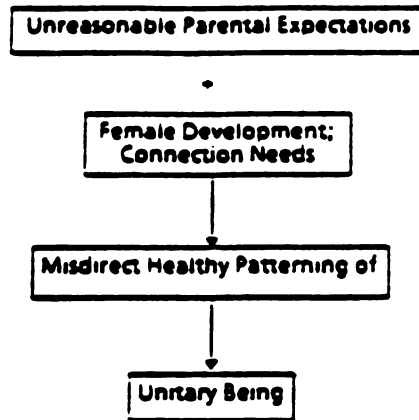 Unreasonable Parental Expectations
Female Development;
Connection Needs
Misdirect Healthy Patterning of
Unitary Being